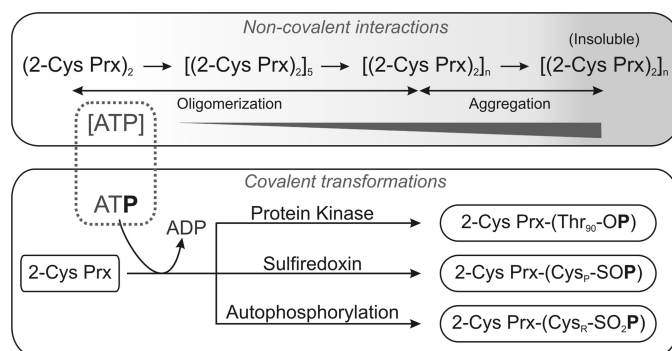 Non-covalent interactions
(Insoluble)
(2-Cys Prx)₂ → [(2-Cys Prx)₂]₅ → [(2-Cys Prx)₂]ₙ → [(2-Cys Prx)₂]ₙ
Oligomerization Aggregation
[ATP]
Covalent transformations
ATP
ADP
Protein Kinase 2-Cys Prx-(Thr₉₀-OP)
2-Cys Prx Sulfiredoxin 2-Cys Prx-(Cysₚ-SOP)
Autophosphorylation 2-Cys Prx-(Cys_R-SO₂P)